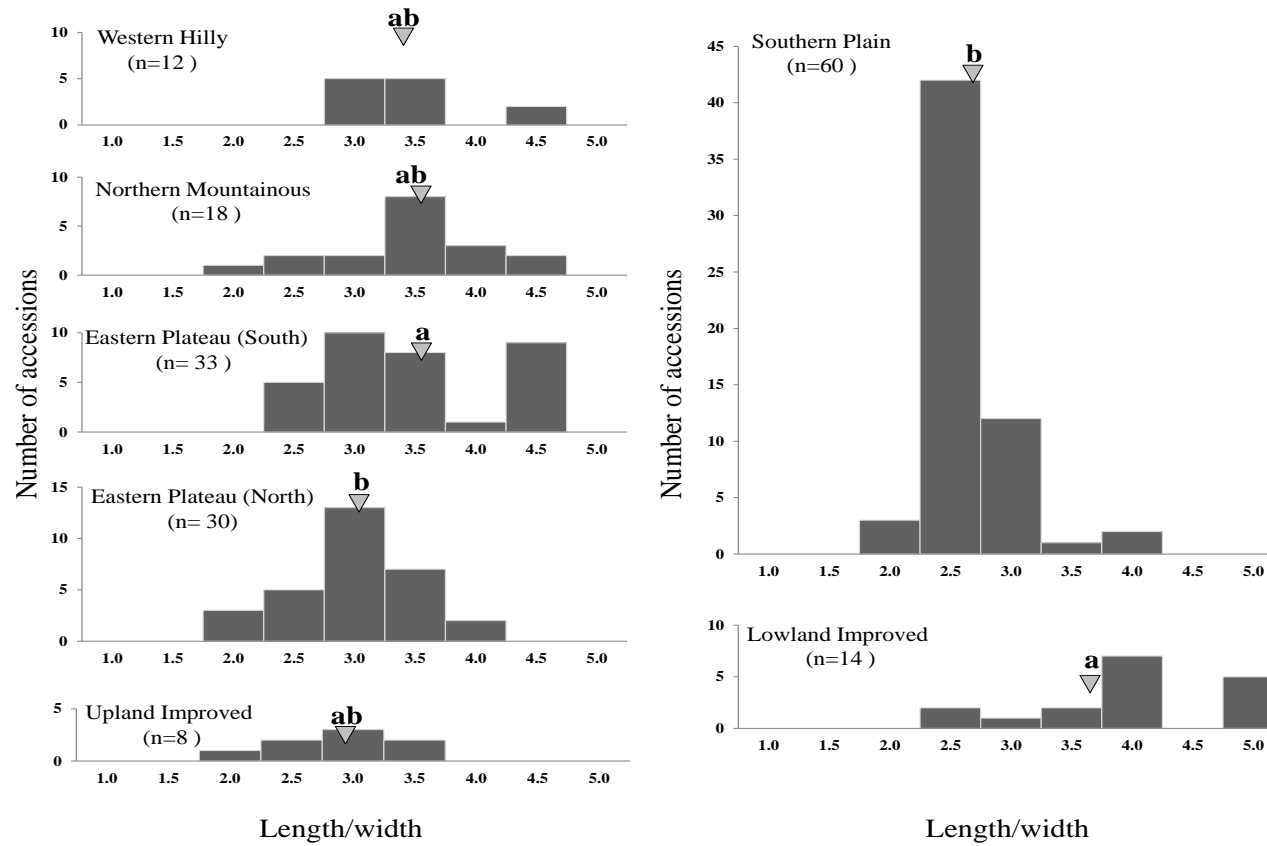 ab
10
Western Hilly
(n=12 )
5
0
1.0 1.5 2.0 2.5 3.0 3.5 4.0 4.5 5.0
ab
10
Northern Mountainous
(n=18 )
5
0
1.0 1.5 2.0 2.5 3.0 3.5 4.0 4.5 5.0
a
10
Eastern Plateau (South)
(n= 33 )
5
0
1.0 1.5 2.0 2.5 3.0 3.5 4.0 4.5 5.0
b
15
Eastern Plateau (North)
(n= 30)
10
5
0
1.0 1.5 2.0 2.5 3.0 3.5 4.0 4.5 5.0
ab
5
Upland Improved
(n=8 )
0
1.0 1.5 2.0 2.5 3.0 3.5 4.0 4.5 5.0
Number of accessions
Length/width
45
Southern Plain
b
(n=60 )
40
35
30
25
20
15
10
5
0
1.0 1.5 2.0 2.5 3.0 3.5 4.0 4.5 5.0
10
Lowland Improved
(n=14 )
a
5
0
1.0 1.5 2.0 2.5 3.0 3.5 4.0 4.5 5.0
Number of accessions
Length/width